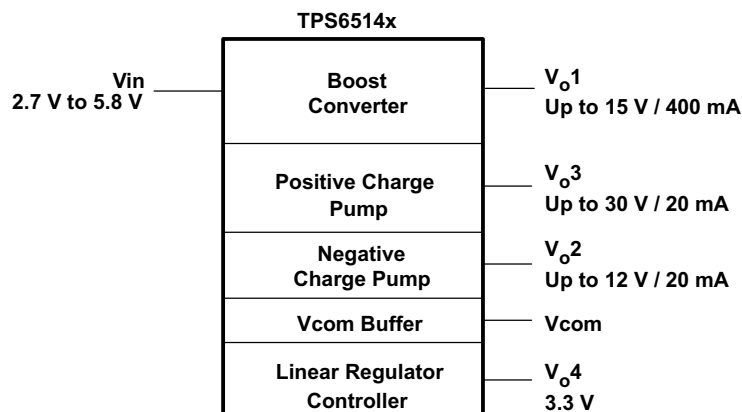 TPS6514x
Vin
2.7 V to 5.8 V
Boost
Converter
Vo1
Up to 15 V / 400 mA
Positive Charge
Pump
Vo3
Up to 30 V / 20 mA
Negative
Charge Pump
Vo2
Up to 12 V / 20 mA
Vcom Buffer
Vcom
Linear Regulator
Controller
Vo4
3.3 V